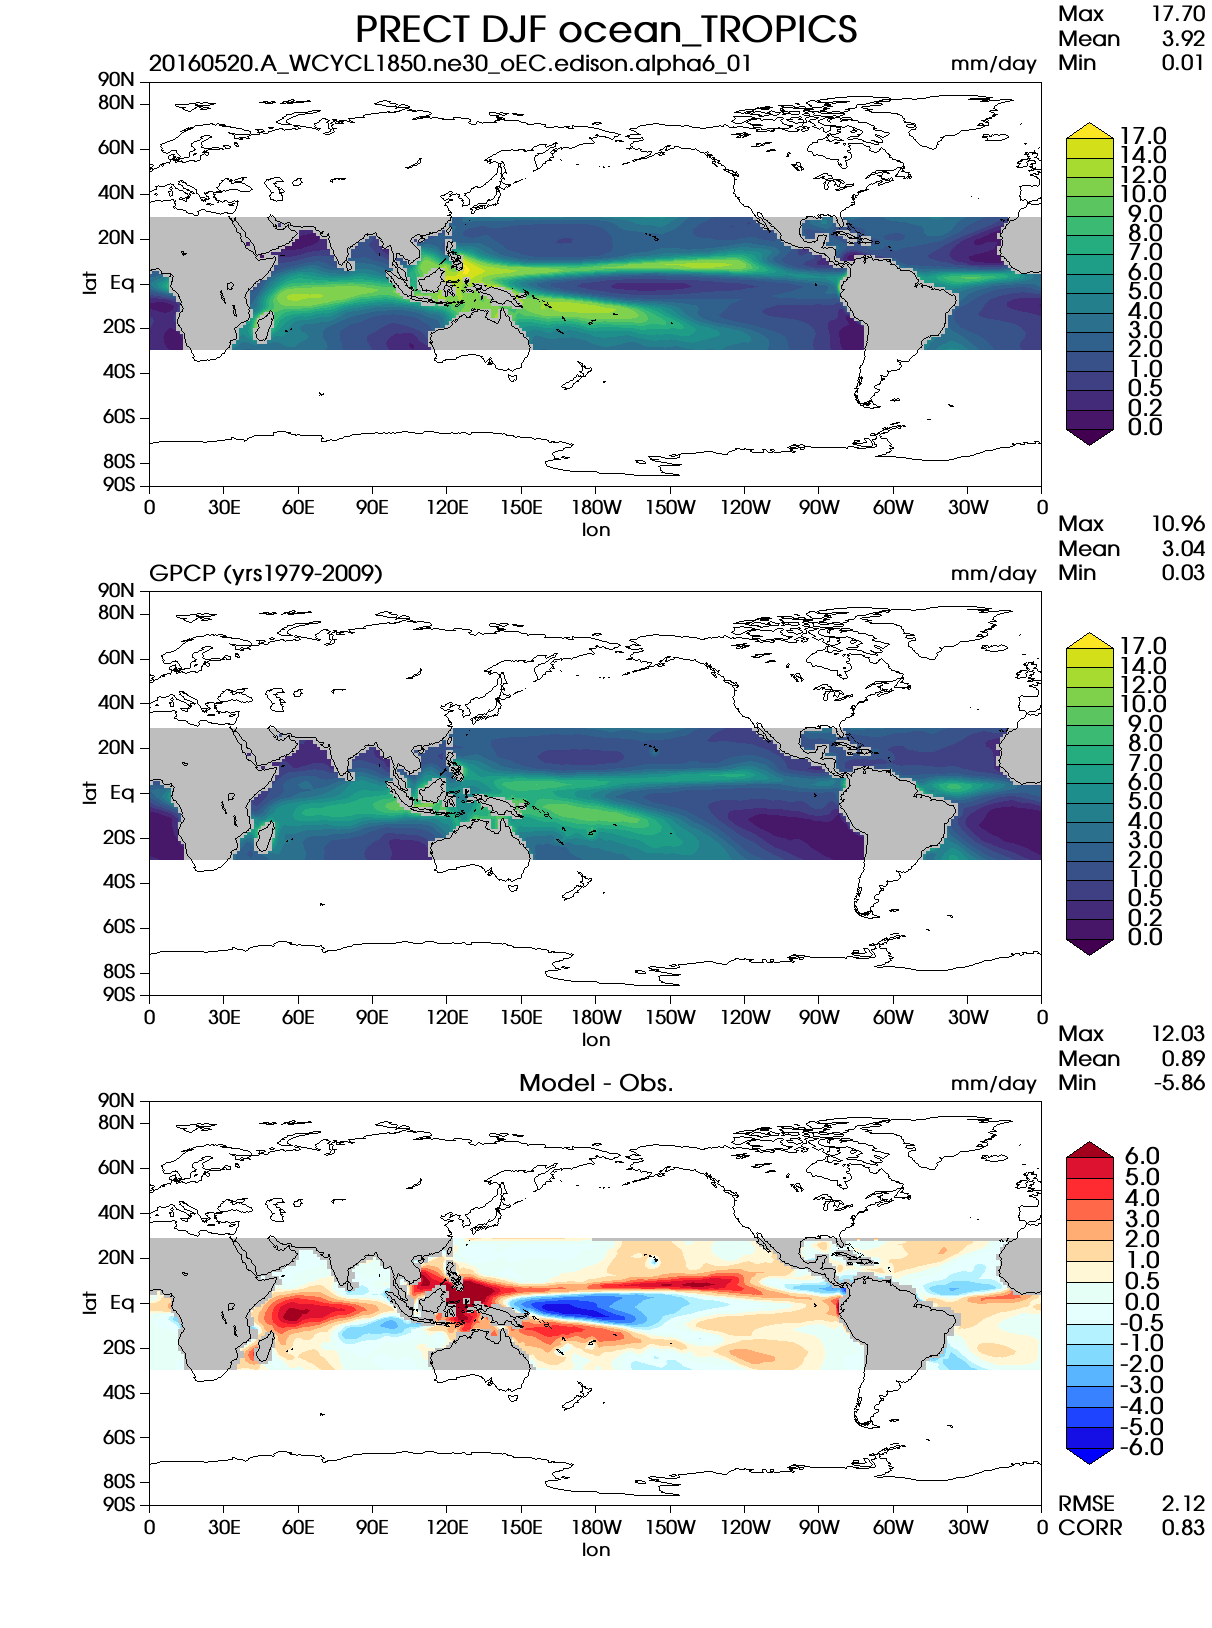 PRECT DJF ocean_TROPICS
Max 17.70
Mean 3.92
Min 0.01
20160520.A_WCYCL1850.ne30_oEC.edison.alpha6_01 mm/day
90N
80N
60N
40N
20N
Eq
20S
40S
60S
80S
90S
lat
0 30E 60E 90E 120E 150E 180W 150W 120W 90W 60W 30W 0
lon
17.0
14.0
12.0
10.0
9.0
8.0
7.0
6.0
5.0
4.0
3.0
2.0
1.0
0.5
0.2
0.0
Max 10.96
Mean 3.04
Min 0.03
GPCP (yrs1979-2009) mm/day
90N
80N
60N
40N
20N
Eq
20S
40S
60S
80S
90S
lat
0 30E 60E 90E 120E 150E 180W 150W 120W 90W 60W 30W 0
lon
17.0
14.0
12.0
10.0
9.0
8.0
7.0
6.0
5.0
4.0
3.0
2.0
1.0
0.5
0.2
0.0
Max 12.03
Mean 0.89
Min -5.86
Model - Obs. mm/day
90N
80N
60N
40N
20N
Eq
20S
40S
60S
80S
90S
lat
0 30E 60E 90E 120E 150E 180W 150W 120W 90W 60W 30W 0
lon
6.0
5.0
4.0
3.0
2.0
1.0
0.5
0.0
-0.5
-1.0
-2.0
-3.0
-4.0
-5.0
-6.0
RMSE 2.12
CORR 0.83